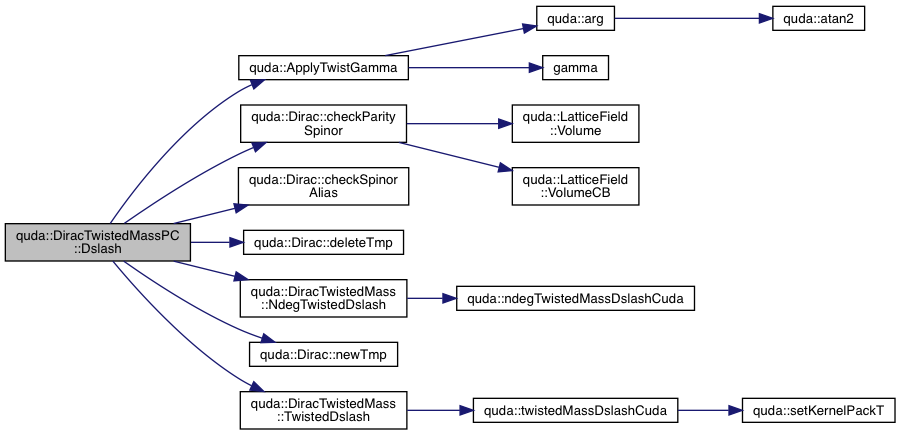 quda::arg
quda::atan2
quda::ApplyTwistGamma
gamma
quda::Dirac::checkParity
Spinor
quda::LatticeField
::Volume
quda::LatticeField
::VolumeCB
quda::Dirac::checkSpinor
Alias
quda::DiracTwistedMassPC
::Dslash
quda::Dirac::deleteTmp
quda::DiracTwistedMass
::NdegTwistedDslash
quda::ndegTwistedMassDslashCuda
quda::Dirac::newTmp
quda::DiracTwistedMass
::TwistedDslash
quda::twistedMassDslashCuda
quda::setKernelPackT